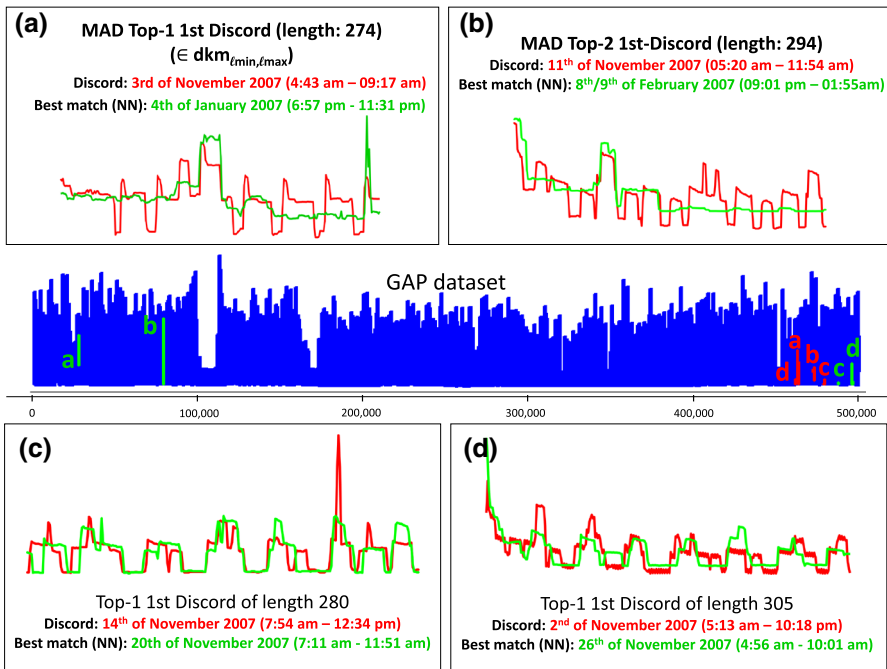 (a)
MAD Top-1 1st Discord (length: 274)
(∈ dkmℓmin,ℓmax)
Discord: 3rd of November 2007 (4:43 am – 09:17 am)
Best match (NN): 4th of January 2007 (6:57 pm - 11:31 pm)
(b)
MAD Top-2 1st-Discord (length: 294)
Discord: 11th of November 2007 (05:20 am – 11:54 am)
Best match (NN): 8th/9th of February 2007 (09:01 pm – 01:55am)
GAP dataset
a
b
a
b
c
d
c
d
0
100,000
200,000
300,000
400,000
500,000
(c)
Top-1 1st Discord of length 280
Discord: 14th of November 2007 (7:54 am – 12:34 pm)
Best match (NN): 20th of November 2007 (7:11 am - 11:51 am)
(d)
Top-1 1st Discord of length 305
Discord: 2nd of November 2007 (5:13 am - 10:18 pm)
Best match (NN): 26th of November 2007 (4:56 am - 10:01 am)